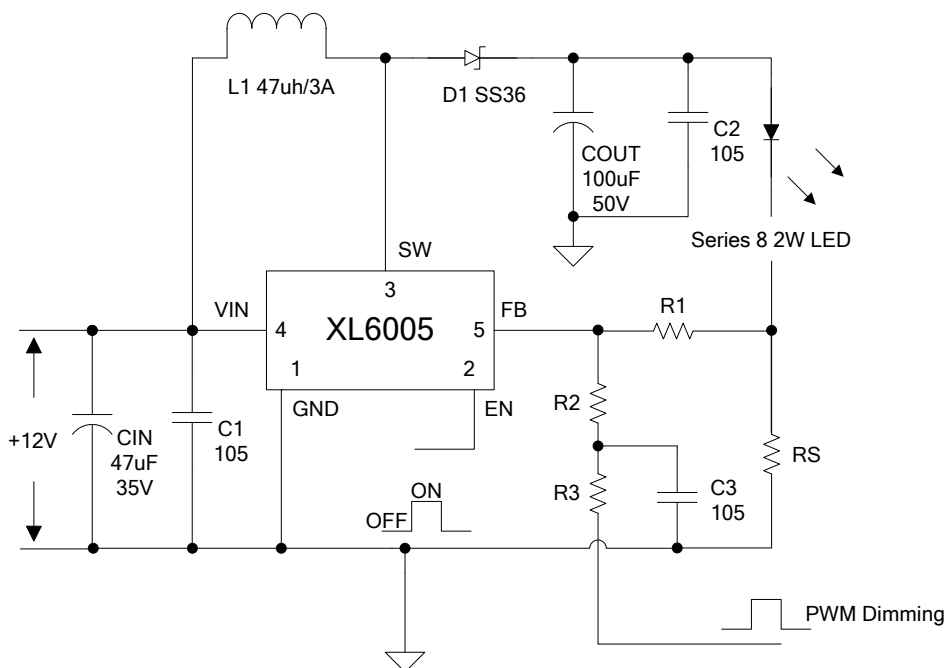 L1 47uh/3A
D1 SS36
COUT
100uF
50V
C2
105
Series 8 2W LED
SW
3
VIN
4
XL6005
5
FB
R1
1
2
GND
EN
R2
+12V
CIN
47uF
35V
C1
105
R3
C3
105
RS
ON
OFF
PWM Dimming